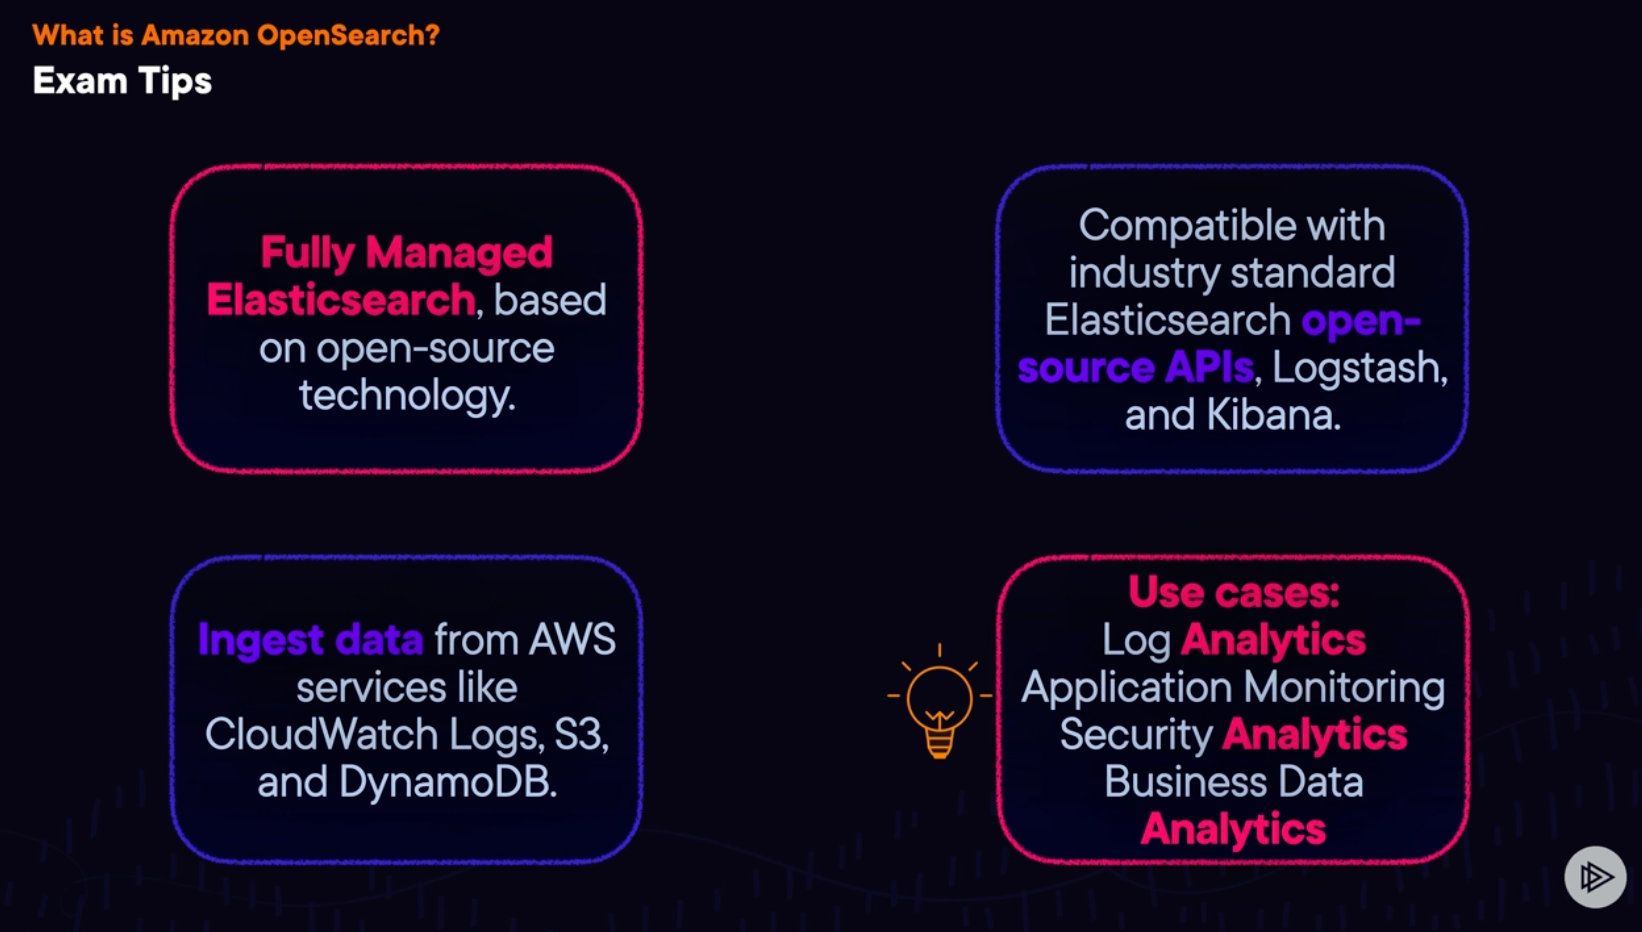 What is Amazon OpenSearch?
Exam Tips
Fully Managed
Elasticsearch, based
on open-source
technology.
Compatible with
industry standard
Elasticsearch open-
source APIs, Logstash,
and Kibana.
Ingest data from AWS
services like
CloudWatch Logs, S3,
and DynamoDB.
Use cases:
Log Analytics
Application Monitoring
Security Analytics
Business Data
Analytics